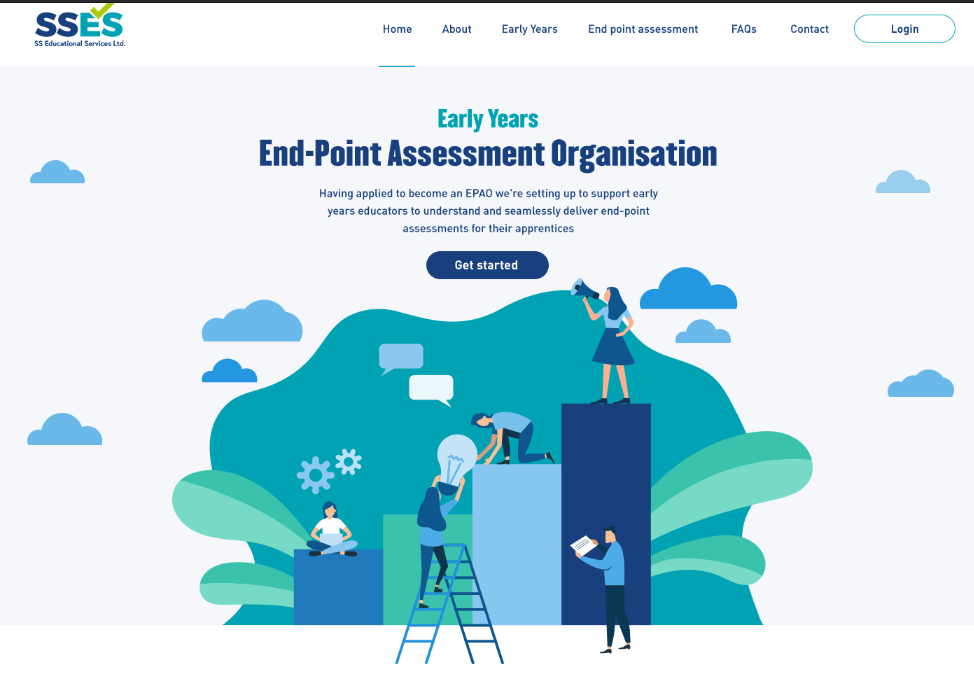 SSES
SS Educational Services Ltd.
Home
About
Early Years
End point assessment
FAQs
Contact
Login
Early Years
End-Point Assessment Organisation
Having applied to become an EPAO we're setting up to support early
years educators to understand and seamlessly deliver end-point
assessments for their apprentices
Get started